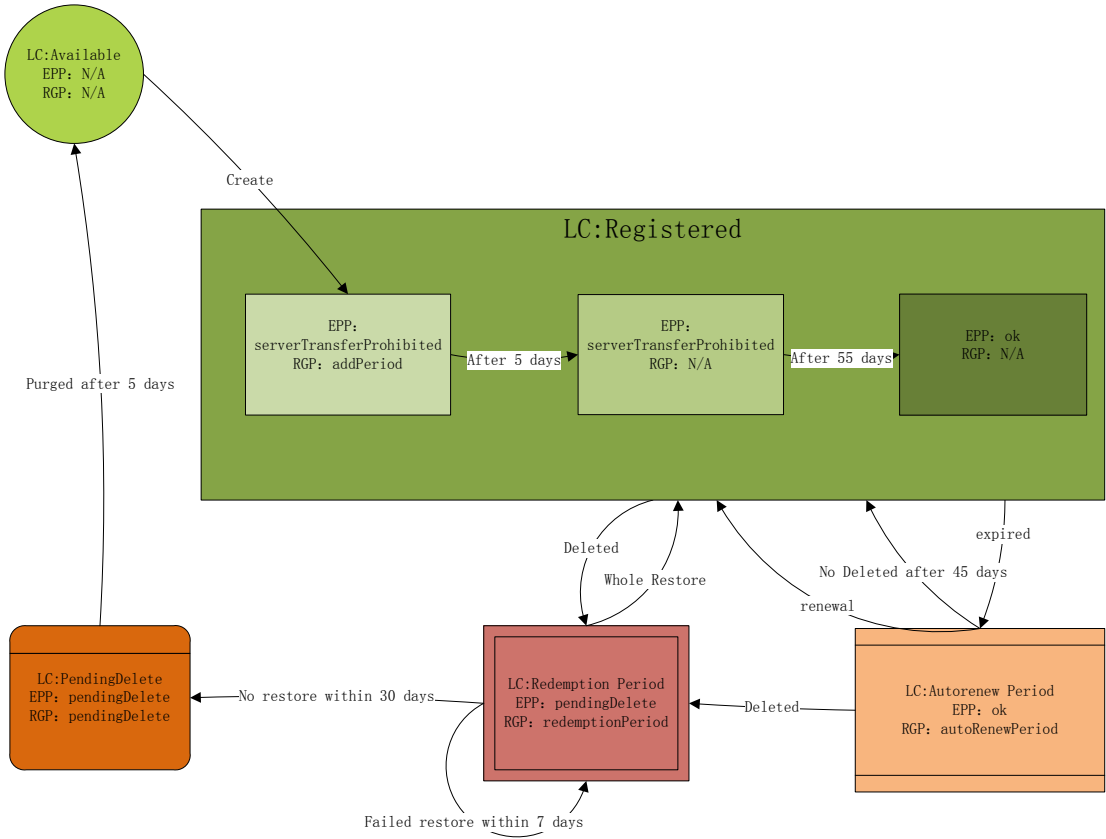 LC:Available
EPP: N/A
RGP: N/A
Create
LC:Registered
EPP:
serverTransferProhibited
RGP: addPeriod
After 5 days
EPP:
serverTransferProhibited
RGP: N/A
After 55 days
EPP: ok
RGP: N/A
Purged after 5 days
Deleted
Whole Restore
No Deleted after 45 days
renewal
expired
LC:PendingDelete
EPP: pendingDelete
RGP: pendingDelete
No restore within 30 days
LC:Redemption Period
EPP: pendingDelete
RGP: redemptionPeriod
Deleted
LC:Autorenew Period
EPP: ok
RGP: autoRenewPeriod
Failed restore within 7 days